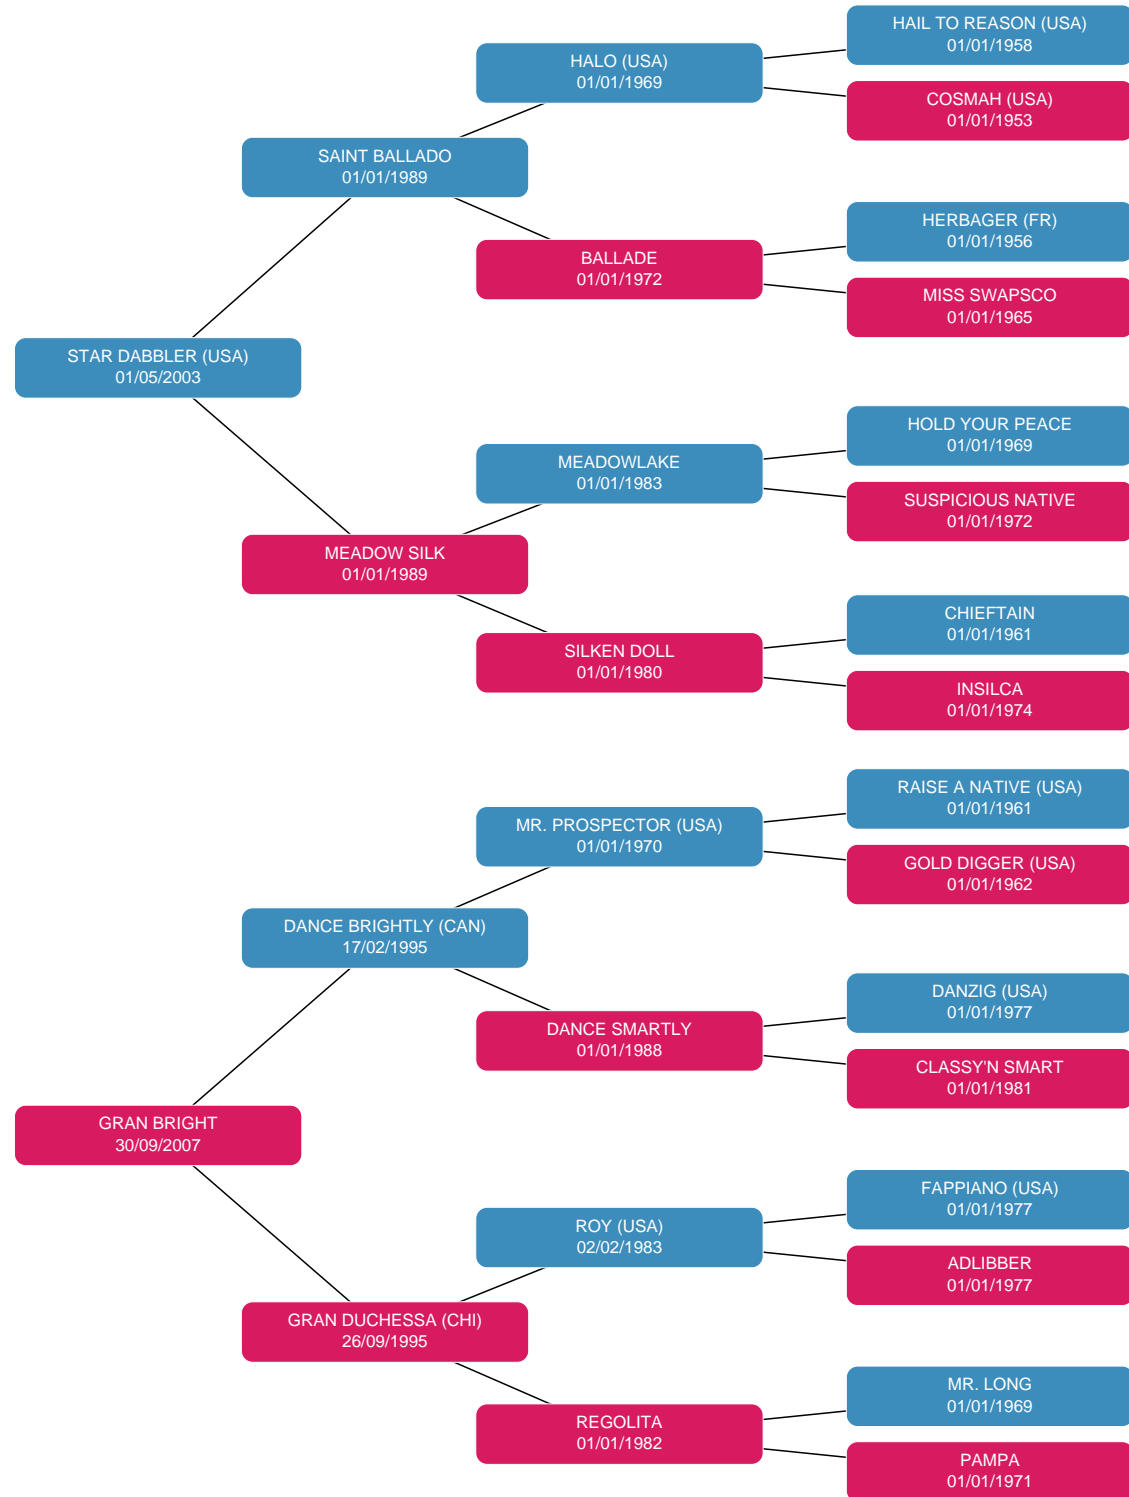 HAIL TO REASON (USA)
01/01/1958
HALO (USA)
01/01/1969
COSMAH (USA)
01/01/1953
SAINT BALLADO
01/01/1989
HERBAGER (FR)
01/01/1956
BALLADE
01/01/1972
MISS SWAPSCO
01/01/1965
STAR DABBLER (USA)
01/05/2003
HOLD YOUR PEACE
01/01/1969
MEADOWLAKE
01/01/1983
SUSPICIOUS NATIVE
01/01/1972
MEADOW SILK
01/01/1989
CHIEFTAIN
01/01/1961
SILKEN DOLL
01/01/1980
INSILCA
01/01/1974
RAISE A NATIVE (USA)
01/01/1961
MR. PROSPECTOR (USA)
01/01/1970
GOLD DIGGER (USA)
01/01/1962
DANCE BRIGHTLY (CAN)
17/02/1995
DANZIG (USA)
01/01/1977
DANCE SMARTLY
01/01/1988
CLASSY'N SMART
01/01/1981
GRAN BRIGHT
30/09/2007
FAPPIANO (USA)
01/01/1977
ROY (USA)
02/02/1983
ADLIBBER
01/01/1977
GRAN DUCHESSA (CHI)
26/09/1995
MR. LONG
01/01/1969
REGOLITA
01/01/1982
PAMPA
01/01/1971